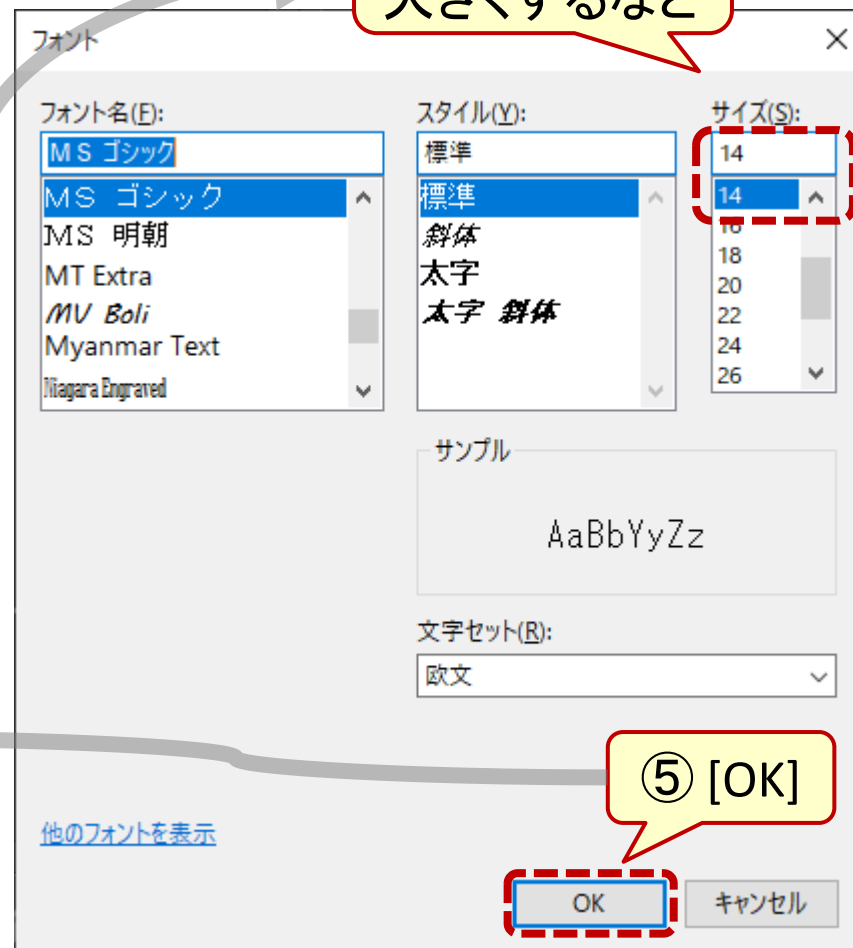 大きくするなど
フォント
フォント名(F):
スタイル(Y):
サイズ(S):
ＭＳ ゴシック
標準
14
ＭＳ ゴシック
ＭＳ 明朝
MT Extra
MV Boli
Myanmar Text
Niagara Engraved
標準
斜体
太字
太字 斜体
14
16
18
20
22
24
26
サンプル
AaBbYyZz
文字セット(R):
欧文
⑤ [OK]
他のフォントを表示
OK
キャンセル